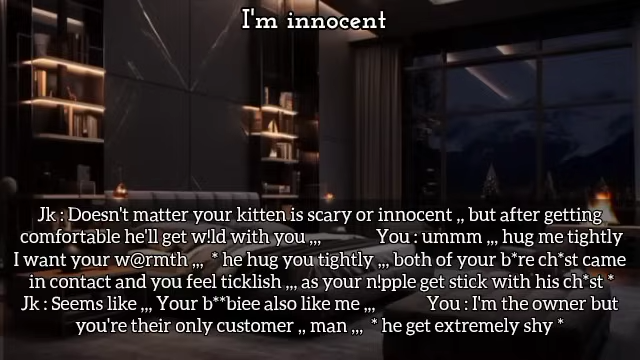 I'm innocent
Jk : Doesn't matter your kitten is scary or innocent ,, but after getting
comfortable he'll get w!ld with you ,,, You : ummm ,,, hug me tightly
I want your w@rmth ,,, * he hug you tightly ,,, both of your b*re ch*st came
in contact and you feel ticklish ,,, as your n!pple get stick with his ch*st *
Jk : Seems like ,,, Your b**biee also like me ,,, You : I'm the owner but
you're their only customer ,, man ,,, * he get extremely shy *